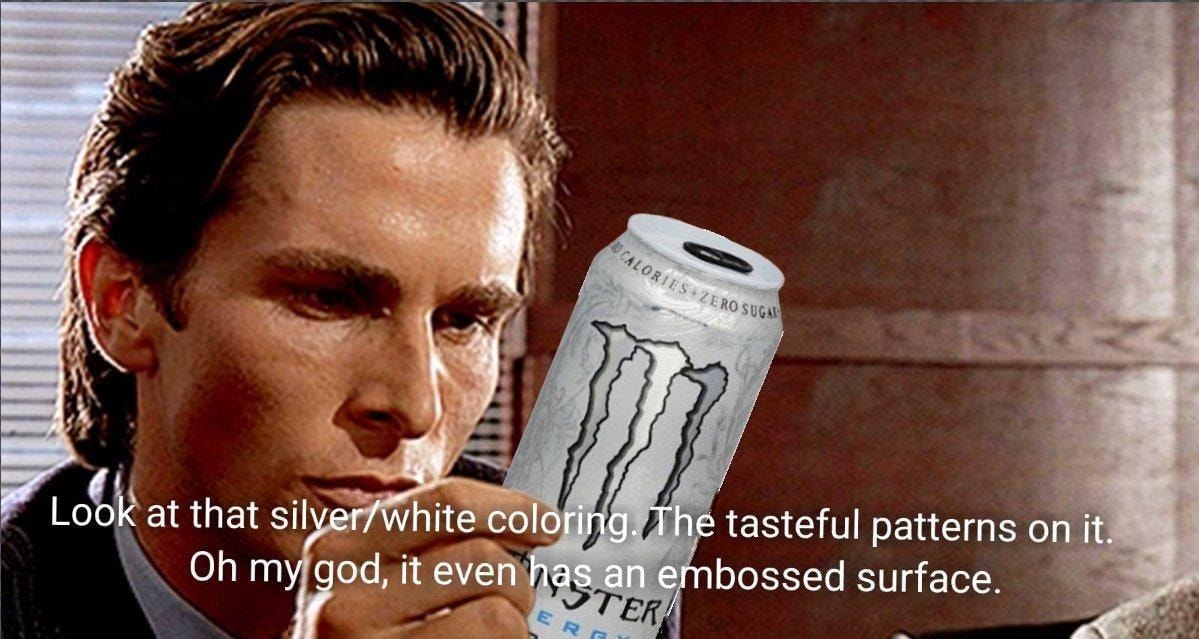 CALORIES + ZERO SUGAR
Look at that silver/white coloring. The tasteful patterns on it.
Oh my god, it even has an embossed surface.